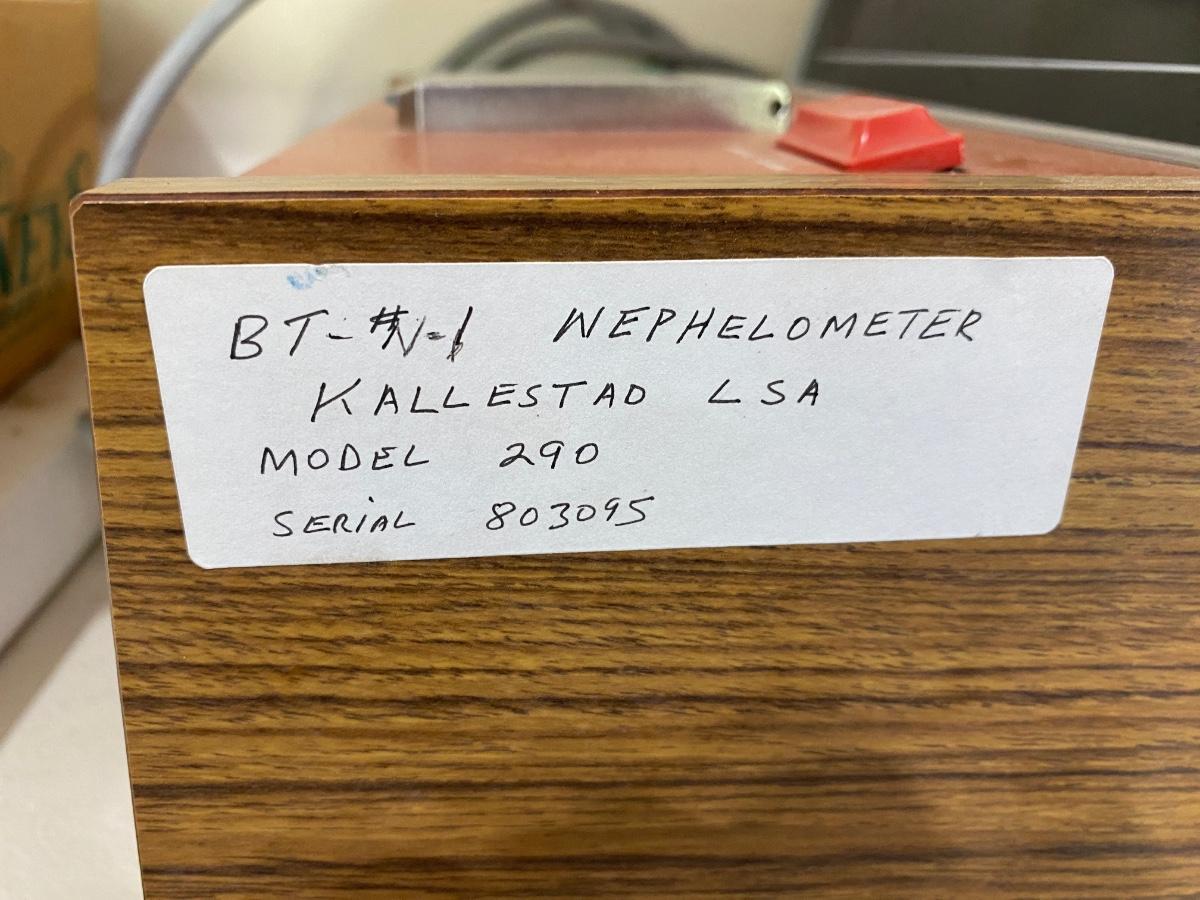 BT-#N-1 NEPHELOMETER
KALLESTAD LSA
MODEL 290
SERIAL 803095